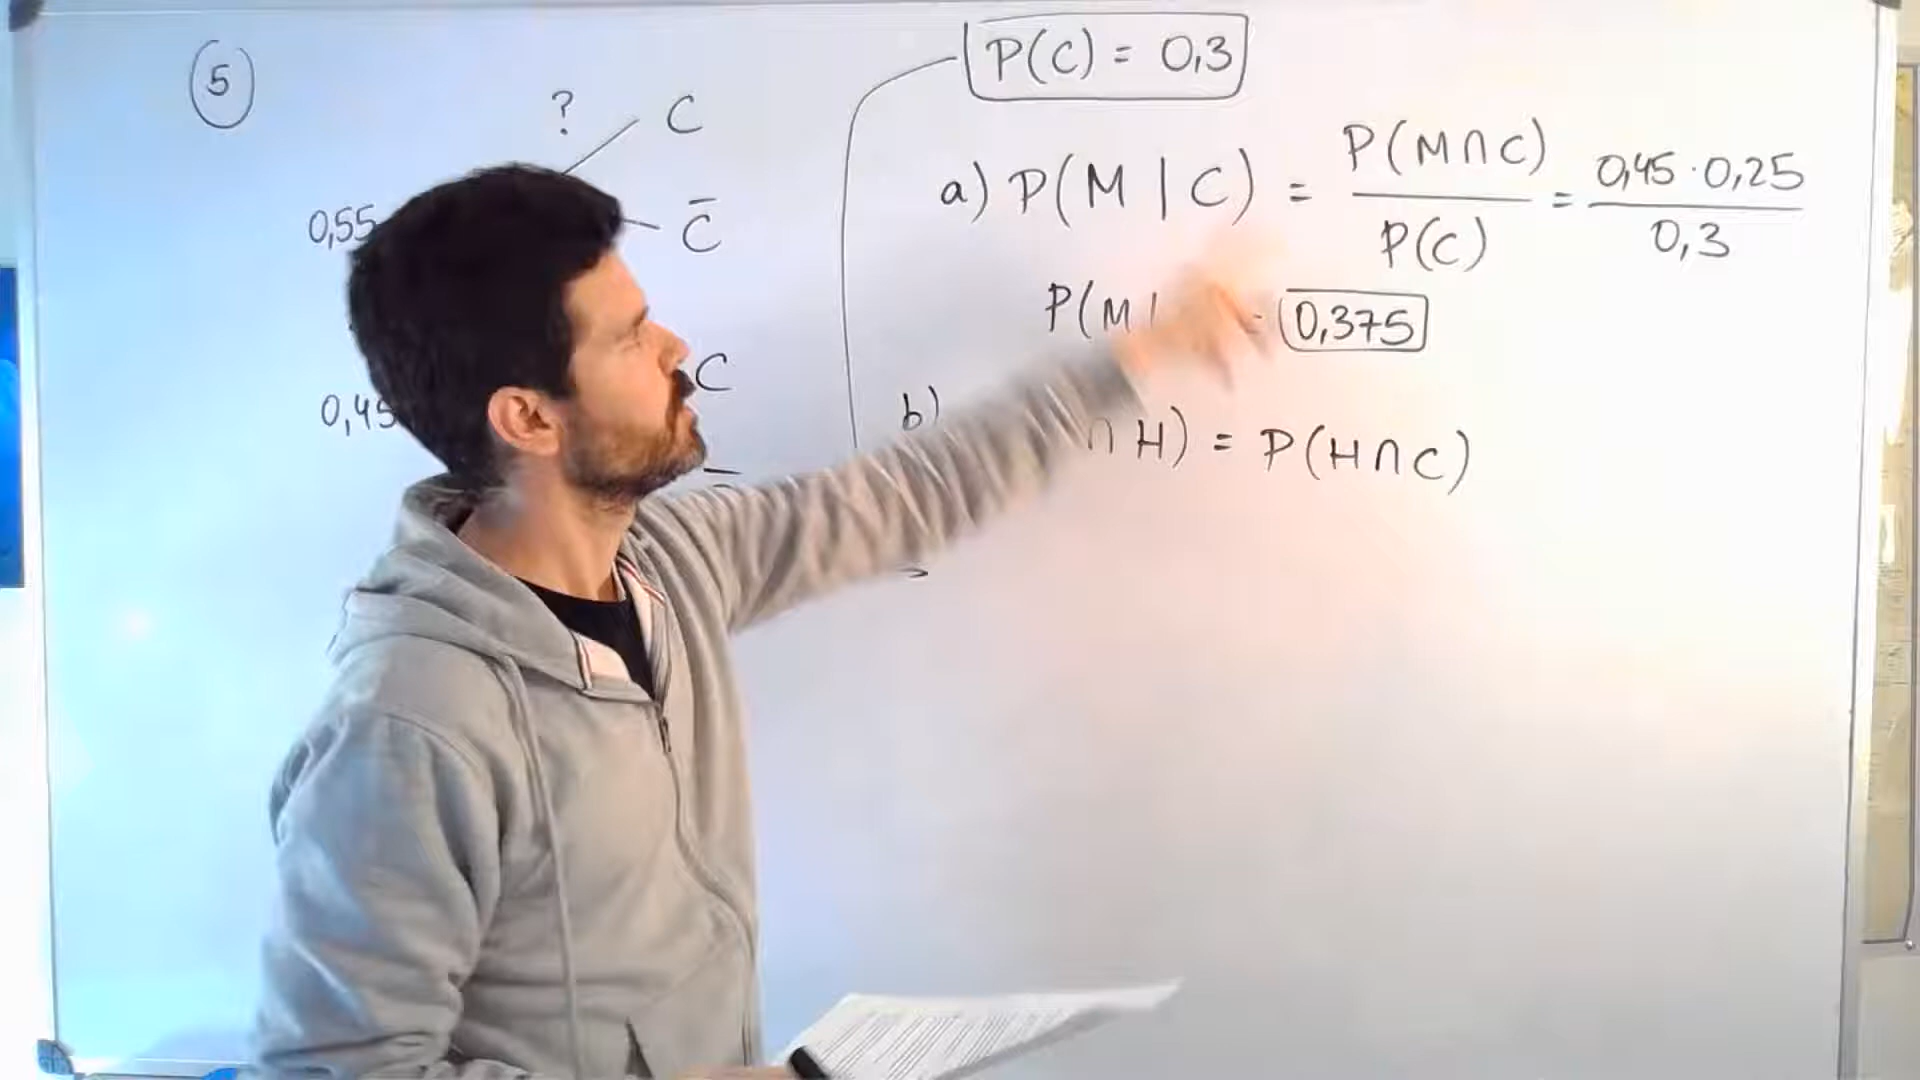 5
P(C) = 0,3
? C
0,55 C̅
a) P(M | C) = P(M∩C) / P(C) = 0,45 · 0,25 / 0,3
P(M | 0,375
C
0,45
b) ∩ H) = P(H∩C)